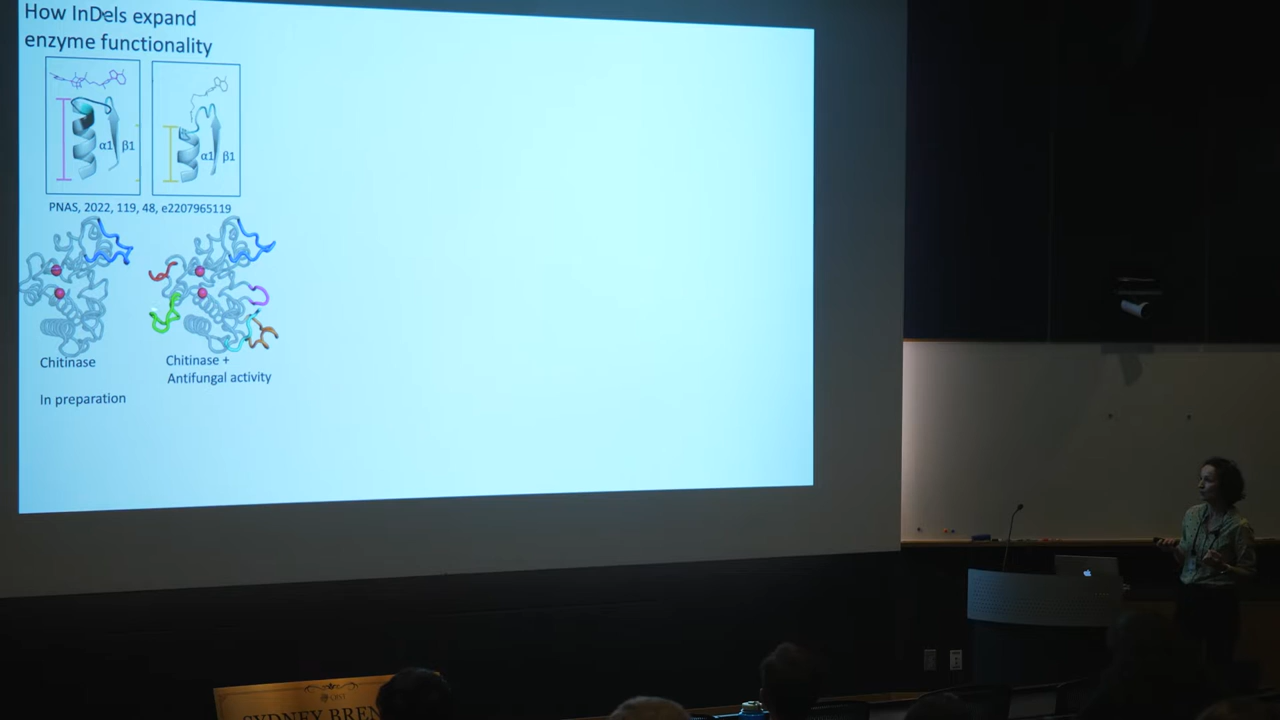 How InDels expand
enzyme functionality
α1 β1
α1 β1
PNAS, 2022, 119, 48, e2207965119
Chitinase
Chitinase +
Antifungal activity
In preparation
OIST
SYDNEY BREN